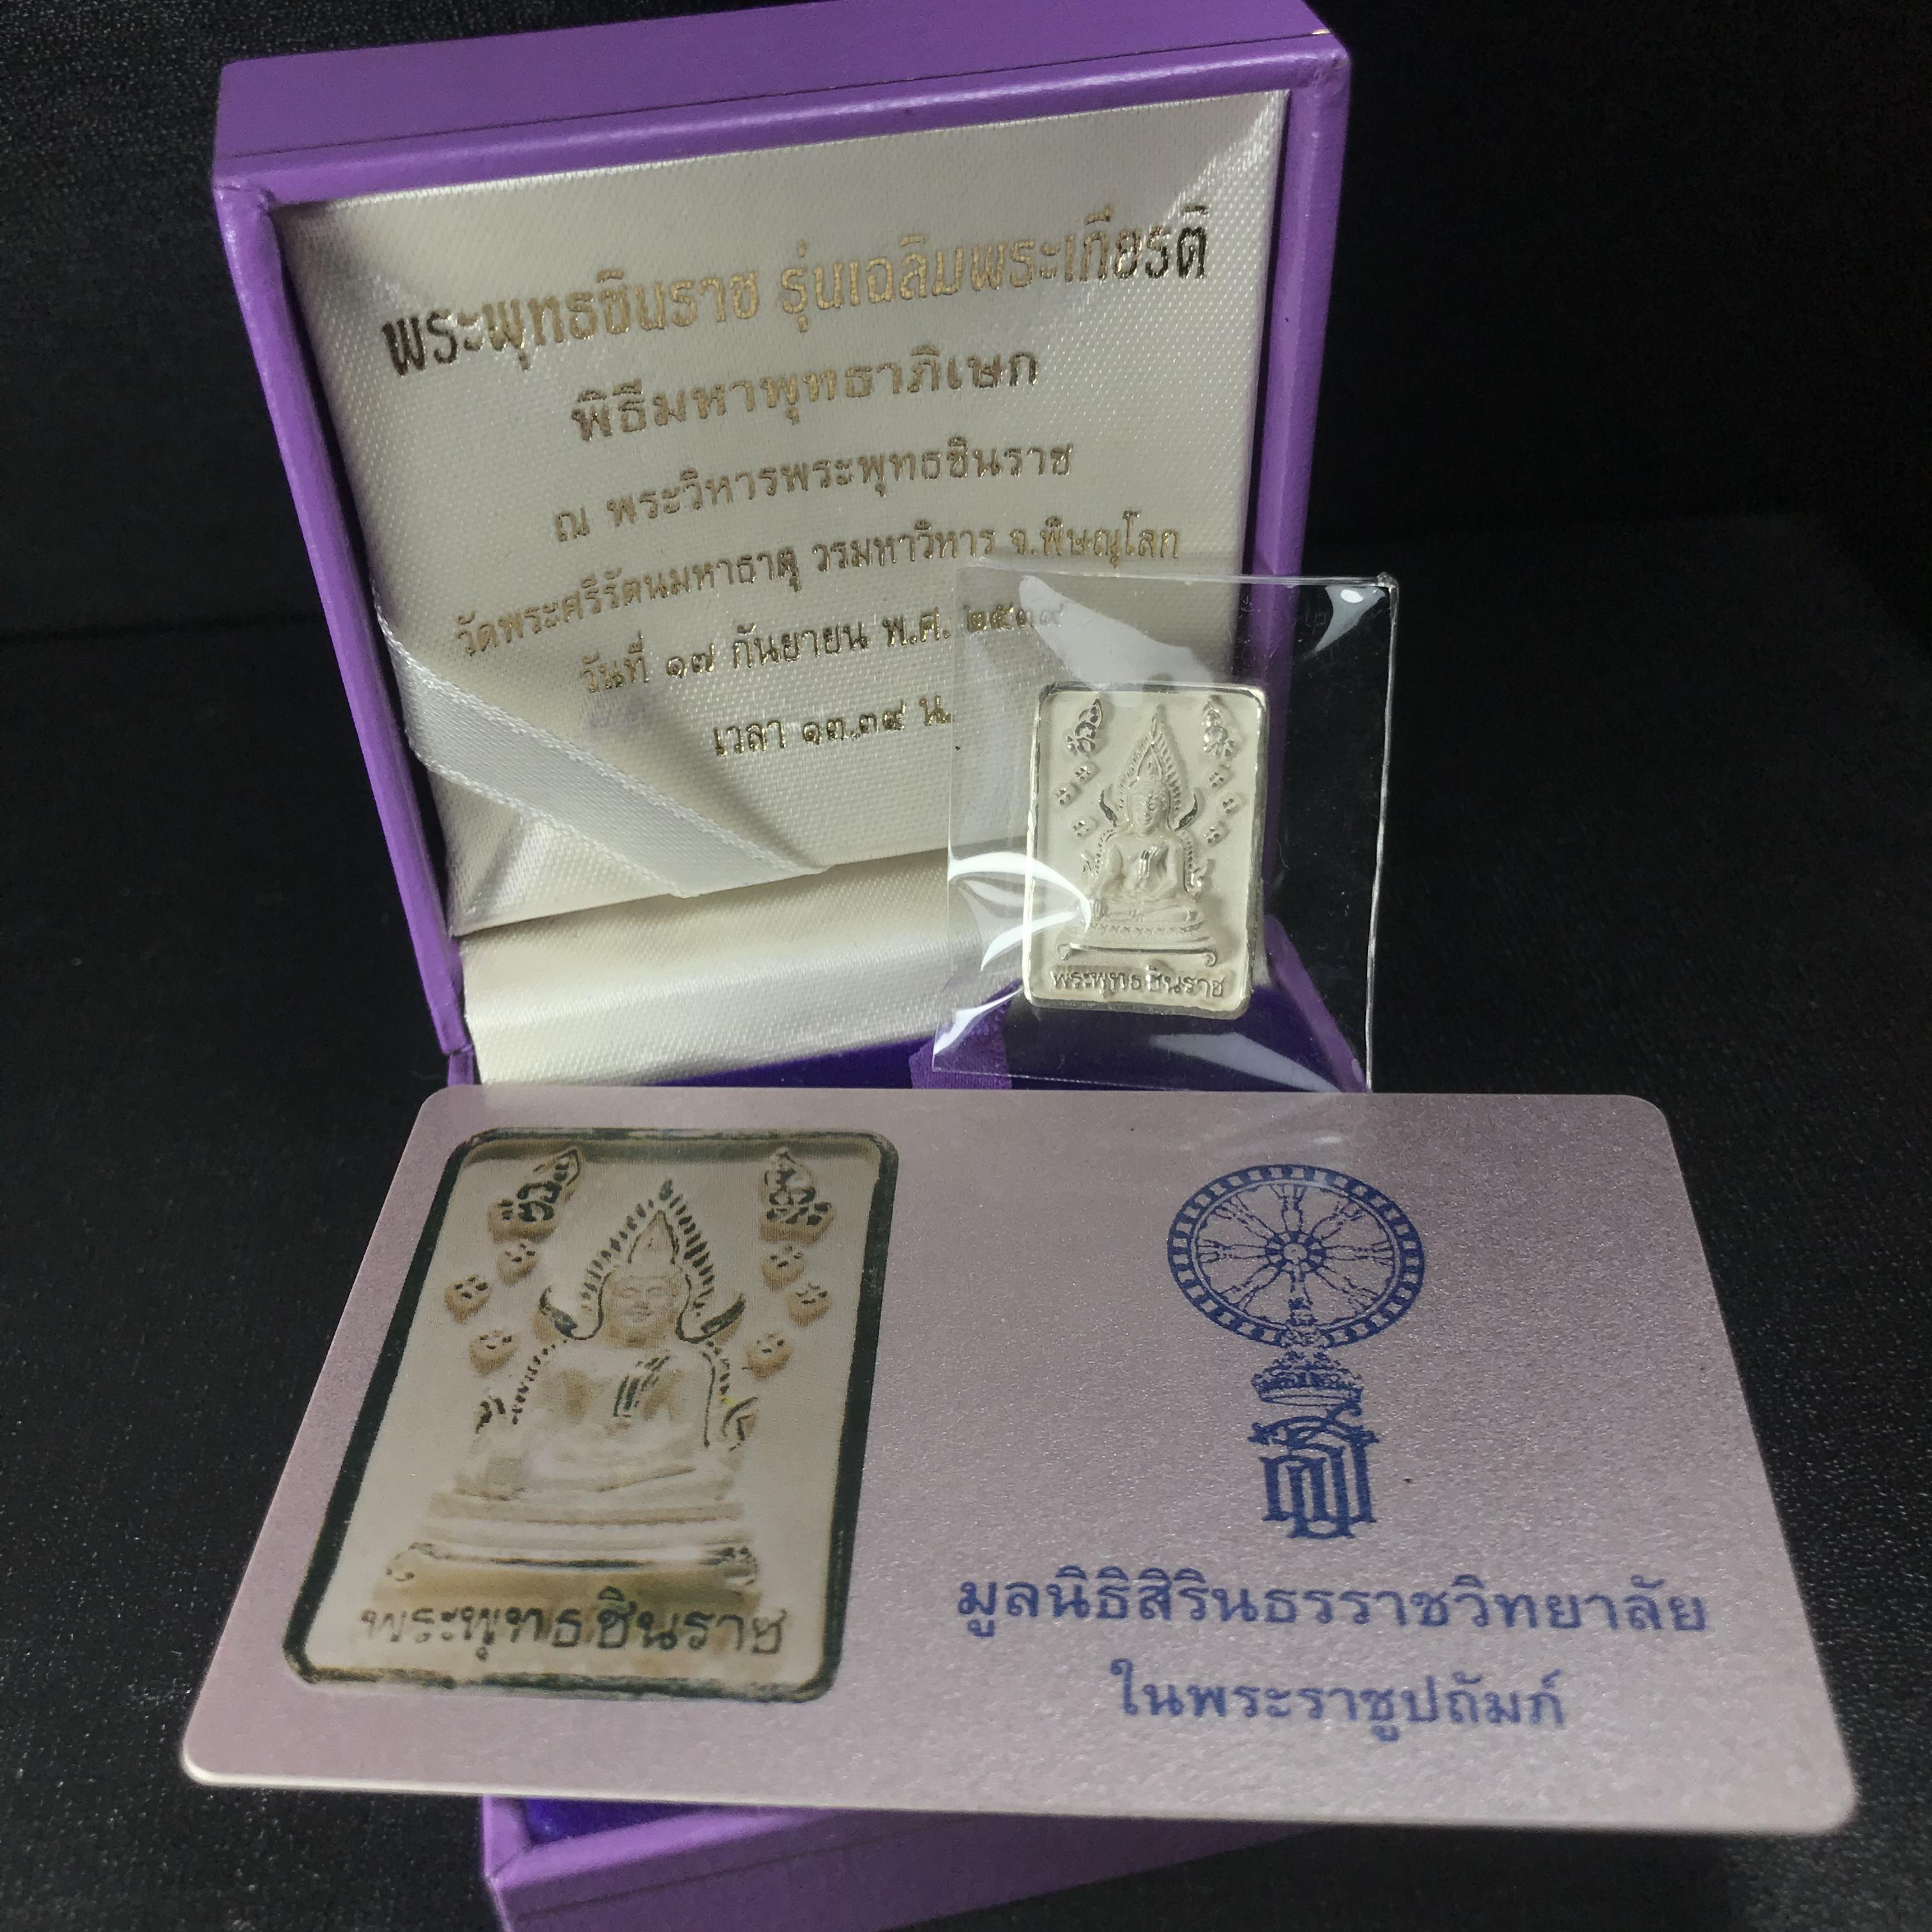 พระพุทธชินราช รุ่นเฉลิมพระเกียรติ
พิธีมหาพุทธาภิเษก
ณ พระวิหารพระพุทธชินราช
วัดพระศรีรัตนมหาธาตุ วรมหาวิหาร จ.พิษณุโลก
วันที่ ๑๗ กันยายน พ.ศ. ๒๕๓๙
เวลา ๑๓.๓๙ น.
พระพุทธชินราช
พระพุทธชินราช
มูลนิธิสิรินธรราชวิทยาลัย
ในพระราชูปถัมภ์